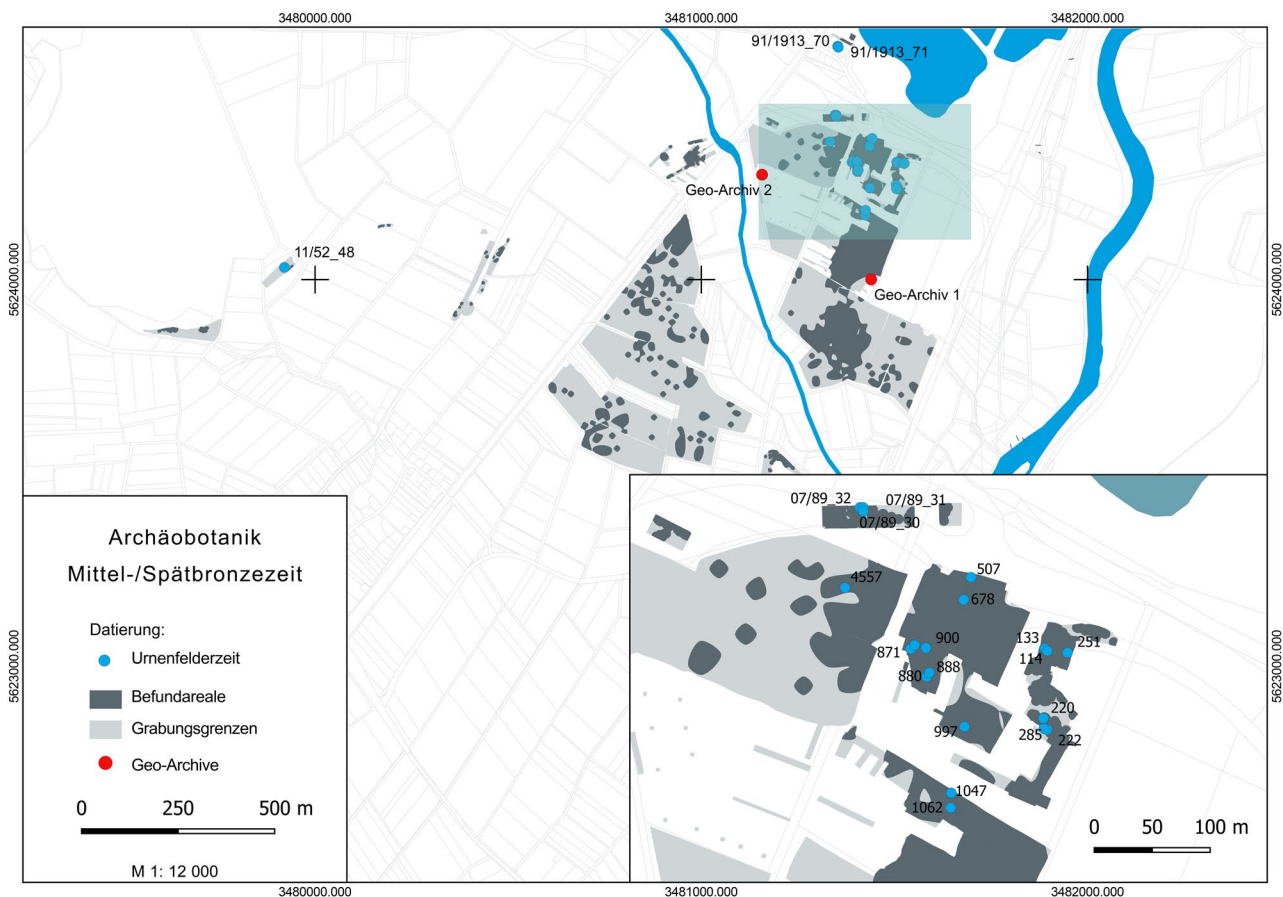 3480000.000
3481000.000
3482000.000
91/1913_70
91/1913_71
Geo-Archiv 2
11/52_48
Geo-Archiv 1
5624000.000
5624000.000
Archäobotanik
Mittel-/Spätbronzezeit
Datierung:
Urnenfelderzeit
Befundareale
Grabungsgrenzen
Geo-Archive
0 250 500 m
M 1: 12 000
07/89_32
07/89_31
07/89_30
4557
507
678
900
133
251
871
114
888
880
220
997
285
222
1047
1062
0 50 100 m
5623000.000
5623000.000
3480000.000
3481000.000
3482000.000